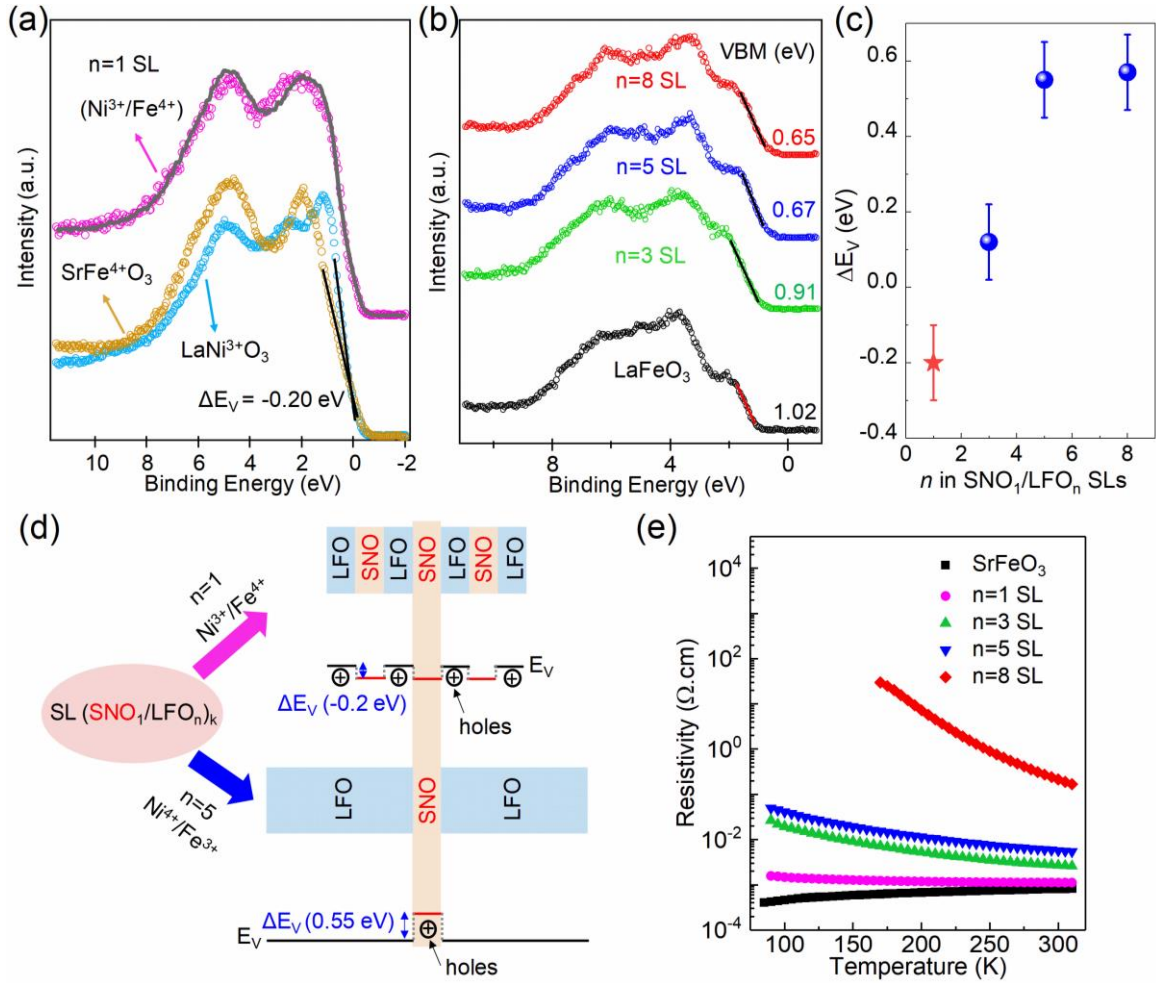 (a)
n=1 SL
(Ni³⁺/Fe⁴⁺)
SrFe⁴⁺O₃
LaNi³⁺O₃
ΔE_V = -0.20 eV
Intensity (a.u.)
10 8 6 4 2 0 -2
Binding Energy (eV)
(b)
VBM (eV)
n=8 SL
0.65
n=5 SL
0.67
n=3 SL
0.91
LaFeO₃
1.02
Intensity (a.u.)
8 4 0
Binding Energy (eV)
(c)
ΔE_V (eV)
0.6
0.4
0.2
0.0
-0.2
-0.4
0 2 4 6 8
n in SNO₁/LFOₙ SLs
(d)
LFO SNO LFO SNO LFO SNO LFO
n=1
Ni³⁺/Fe⁴⁺
E_V
ΔE_V (-0.2 eV)
holes
SL (SNO₁/LFOₙ)ₖ
n=5
Ni⁴⁺/Fe³⁺
LFO SNO LFO
ΔE_V (0.55 eV)
E_V
holes
(e)
SrFeO₃
n=1 SL
n=3 SL
n=5 SL
n=8 SL
Resistivity (Ω.cm)
10⁴
10²
10⁰
10⁻²
10⁻⁴
100 150 200 250 300
Temperature (K)